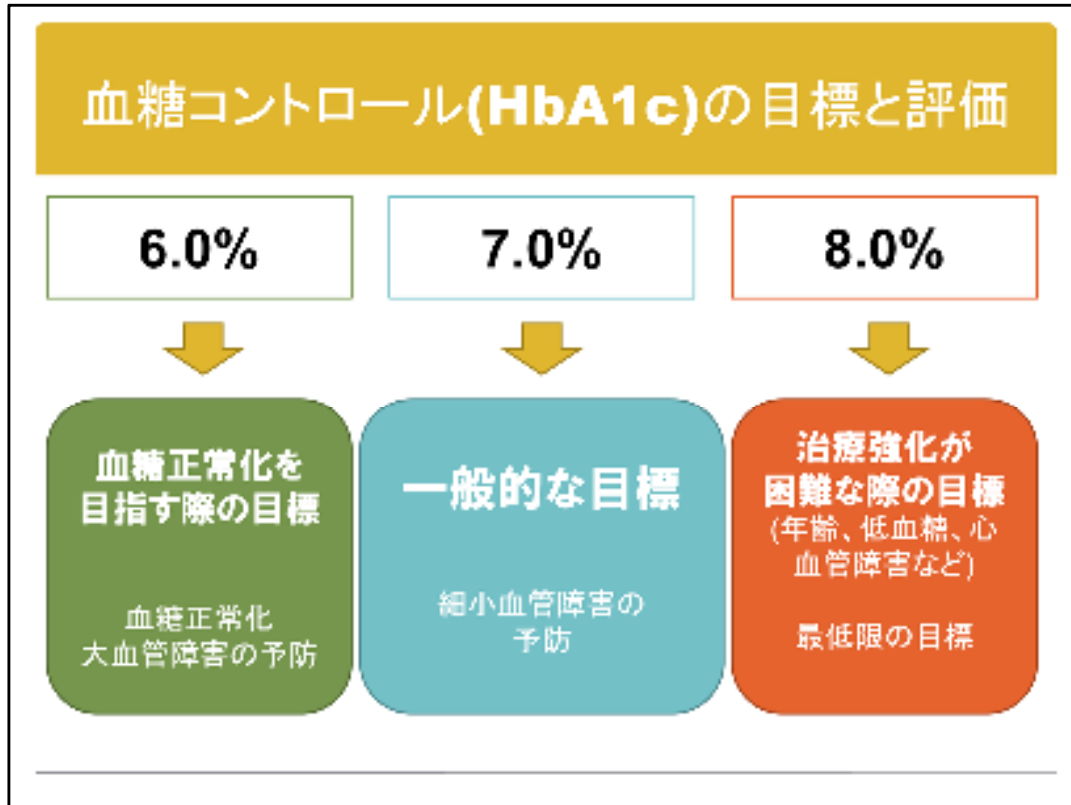 血糖コントロール(HbA1c)の目標と評価
6.0%
7.0%
8.0%
血糖正常化を
目指す際の目標
血糖正常化
大血管障害の予防
一般的な目標
細小血管障害の
予防
治療強化が
困難な際の目標
(年齢、低血糖、心
血管障害など)
最低限の目標